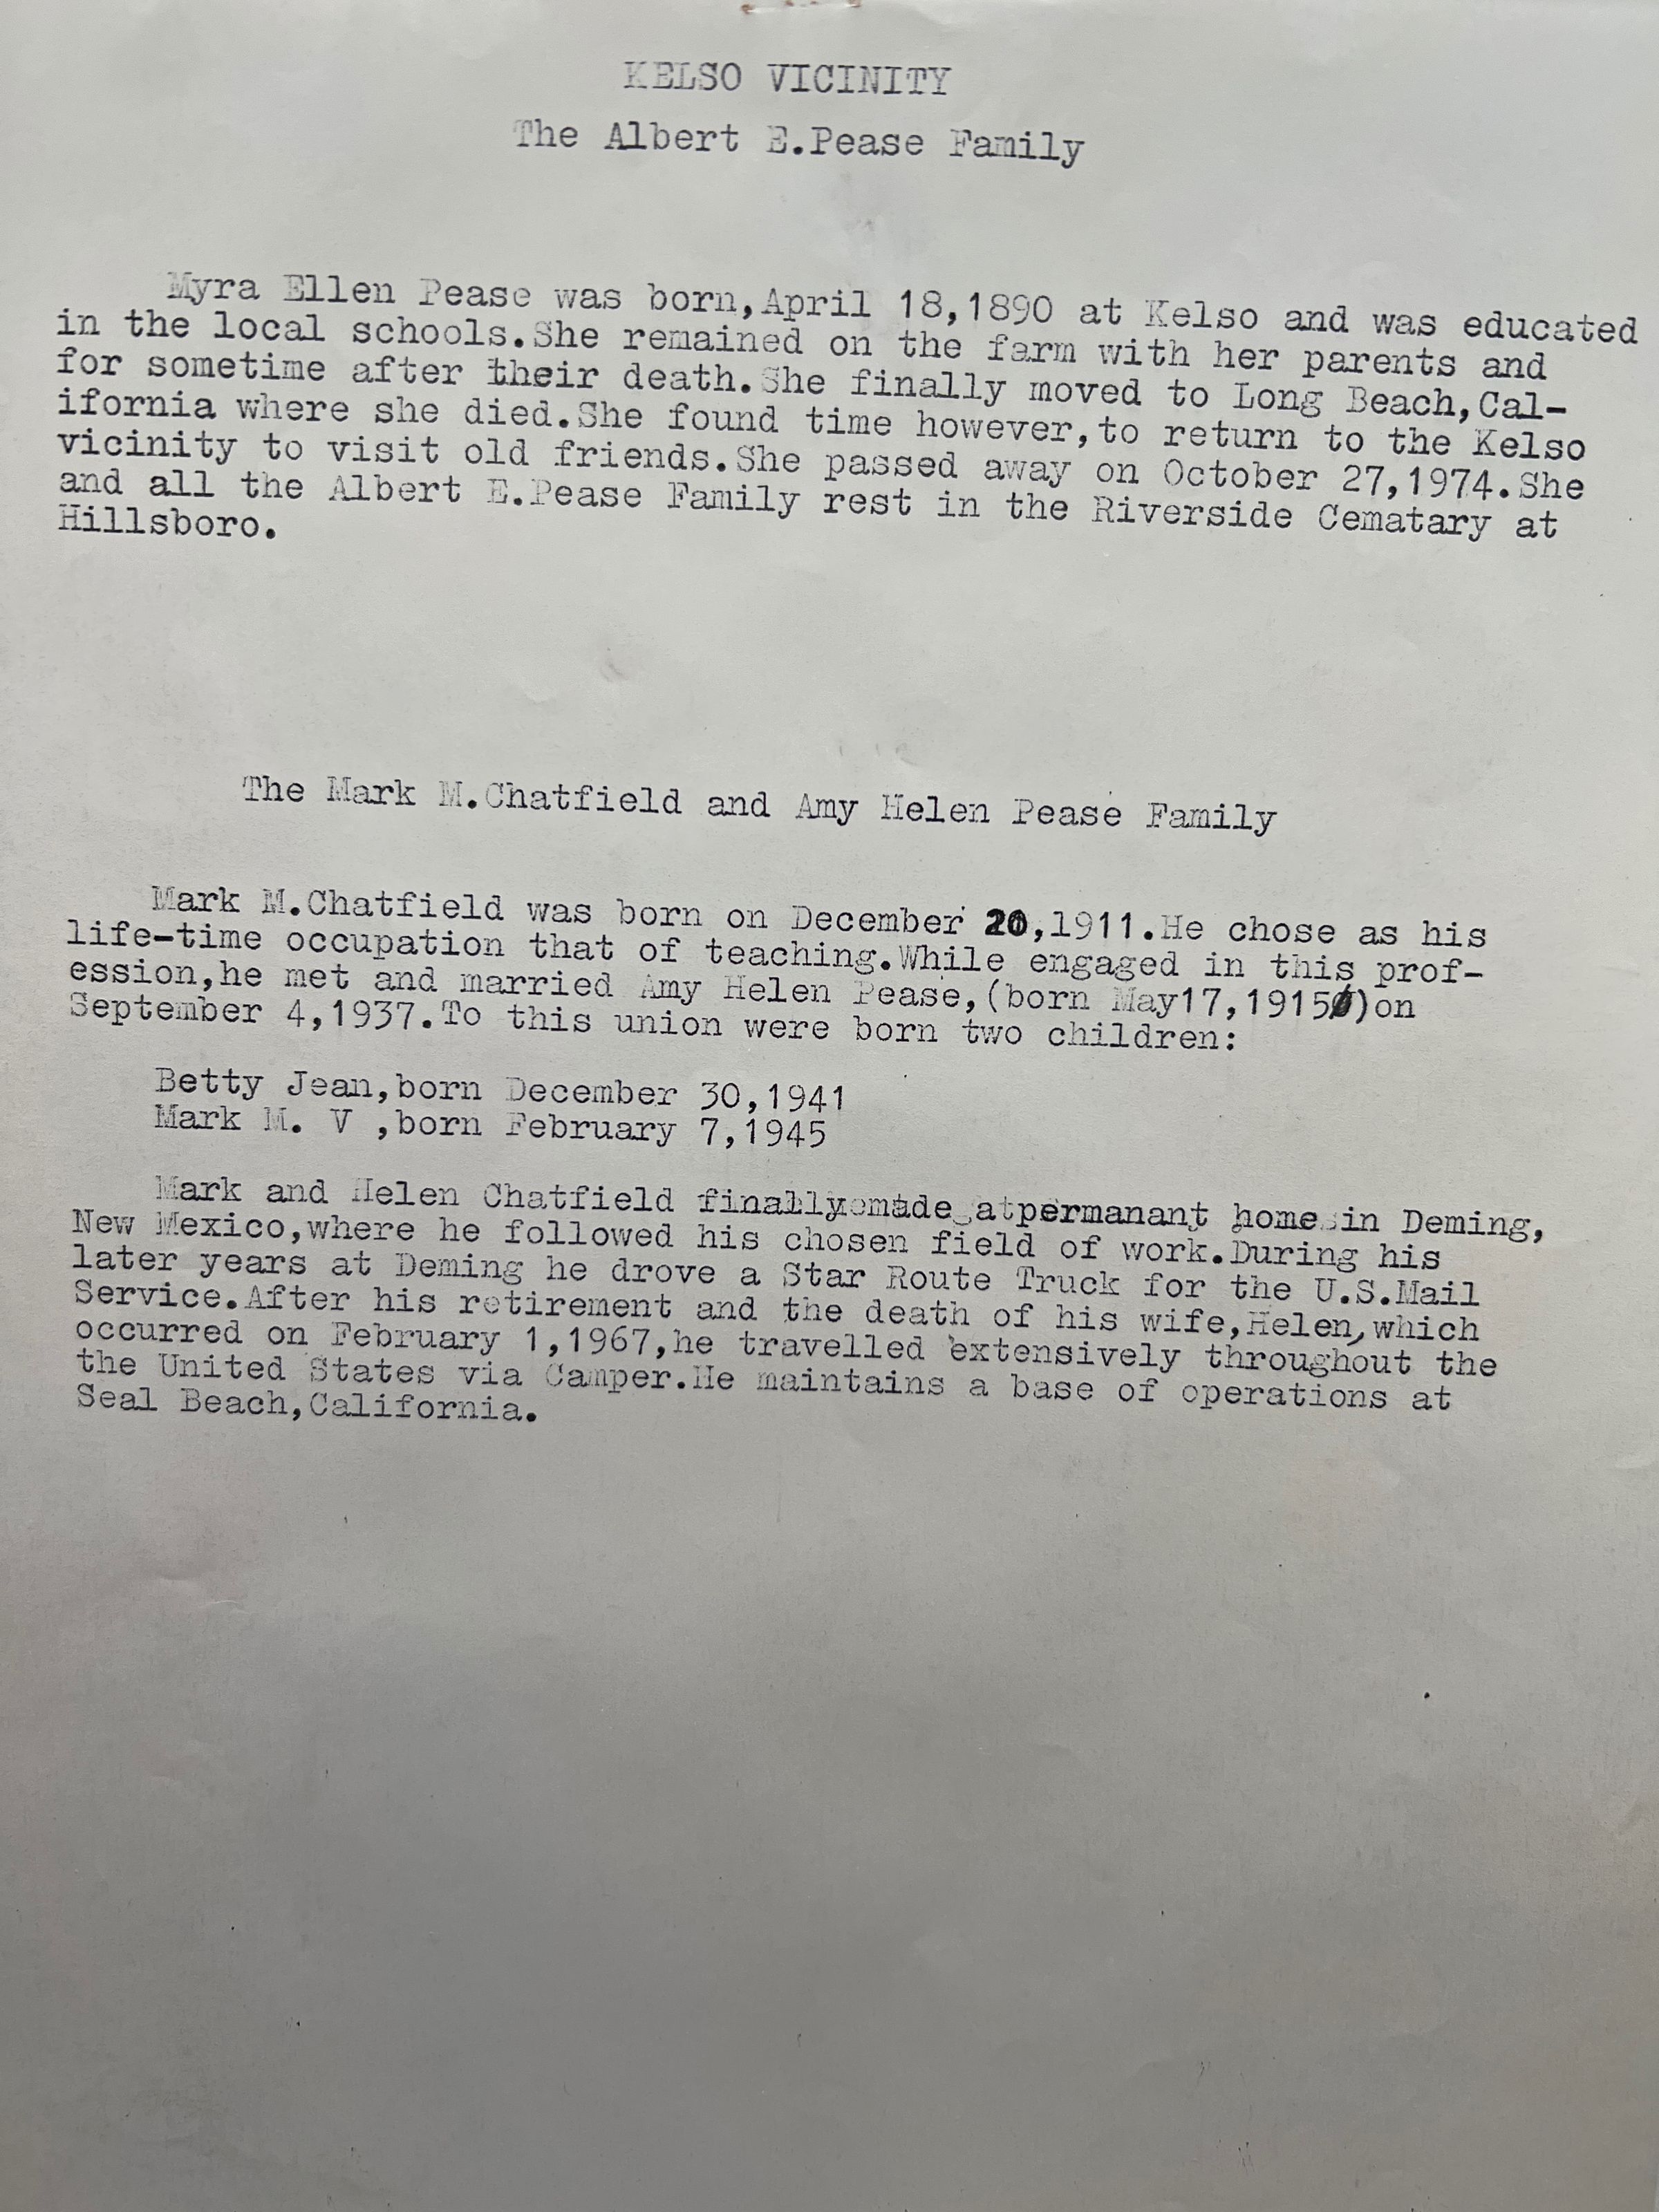 KELSO VICINITY
The Albert E.Pease Family
Myra Ellen Pease was born,April 18,1890 at Kelso and was educated
in the local schools.She remained on the farm with her parents and
for sometime after their death.She finally moved to Long Beach,Cal-
ifornia where she died.She found time however,to return to the Kelso
vicinity to visit old friends.She passed away on October 27,1974.She
and all the Albert E.Pease Family rest in the Riverside Cematary at
Hillsboro.
The Mark M.Chatfield and Amy Helen Pease Family
Mark M.Chatfield was born on December 20,1911.He chose as his
life-time occupation that of teaching.While engaged in this prof-
ession,he met and married Amy Helen Pease,(born May17,1915)on
September 4,1937.To this union were born two children:
Betty Jean,born December 30,1941
Mark M. V ,born February 7,1945
Mark and Helen Chatfield finally made a permanant home in Deming,
New Mexico,where he followed his chosen field of work.During his
later years at Deming he drove a Star Route Truck for the U.S.Mail
Service.After his retirement and the death of his wife,Helen,which
occurred on February 1,1967,he travelled extensively throughout the
the United States via Camper.He maintains a base of operations at
Seal Beach,California.